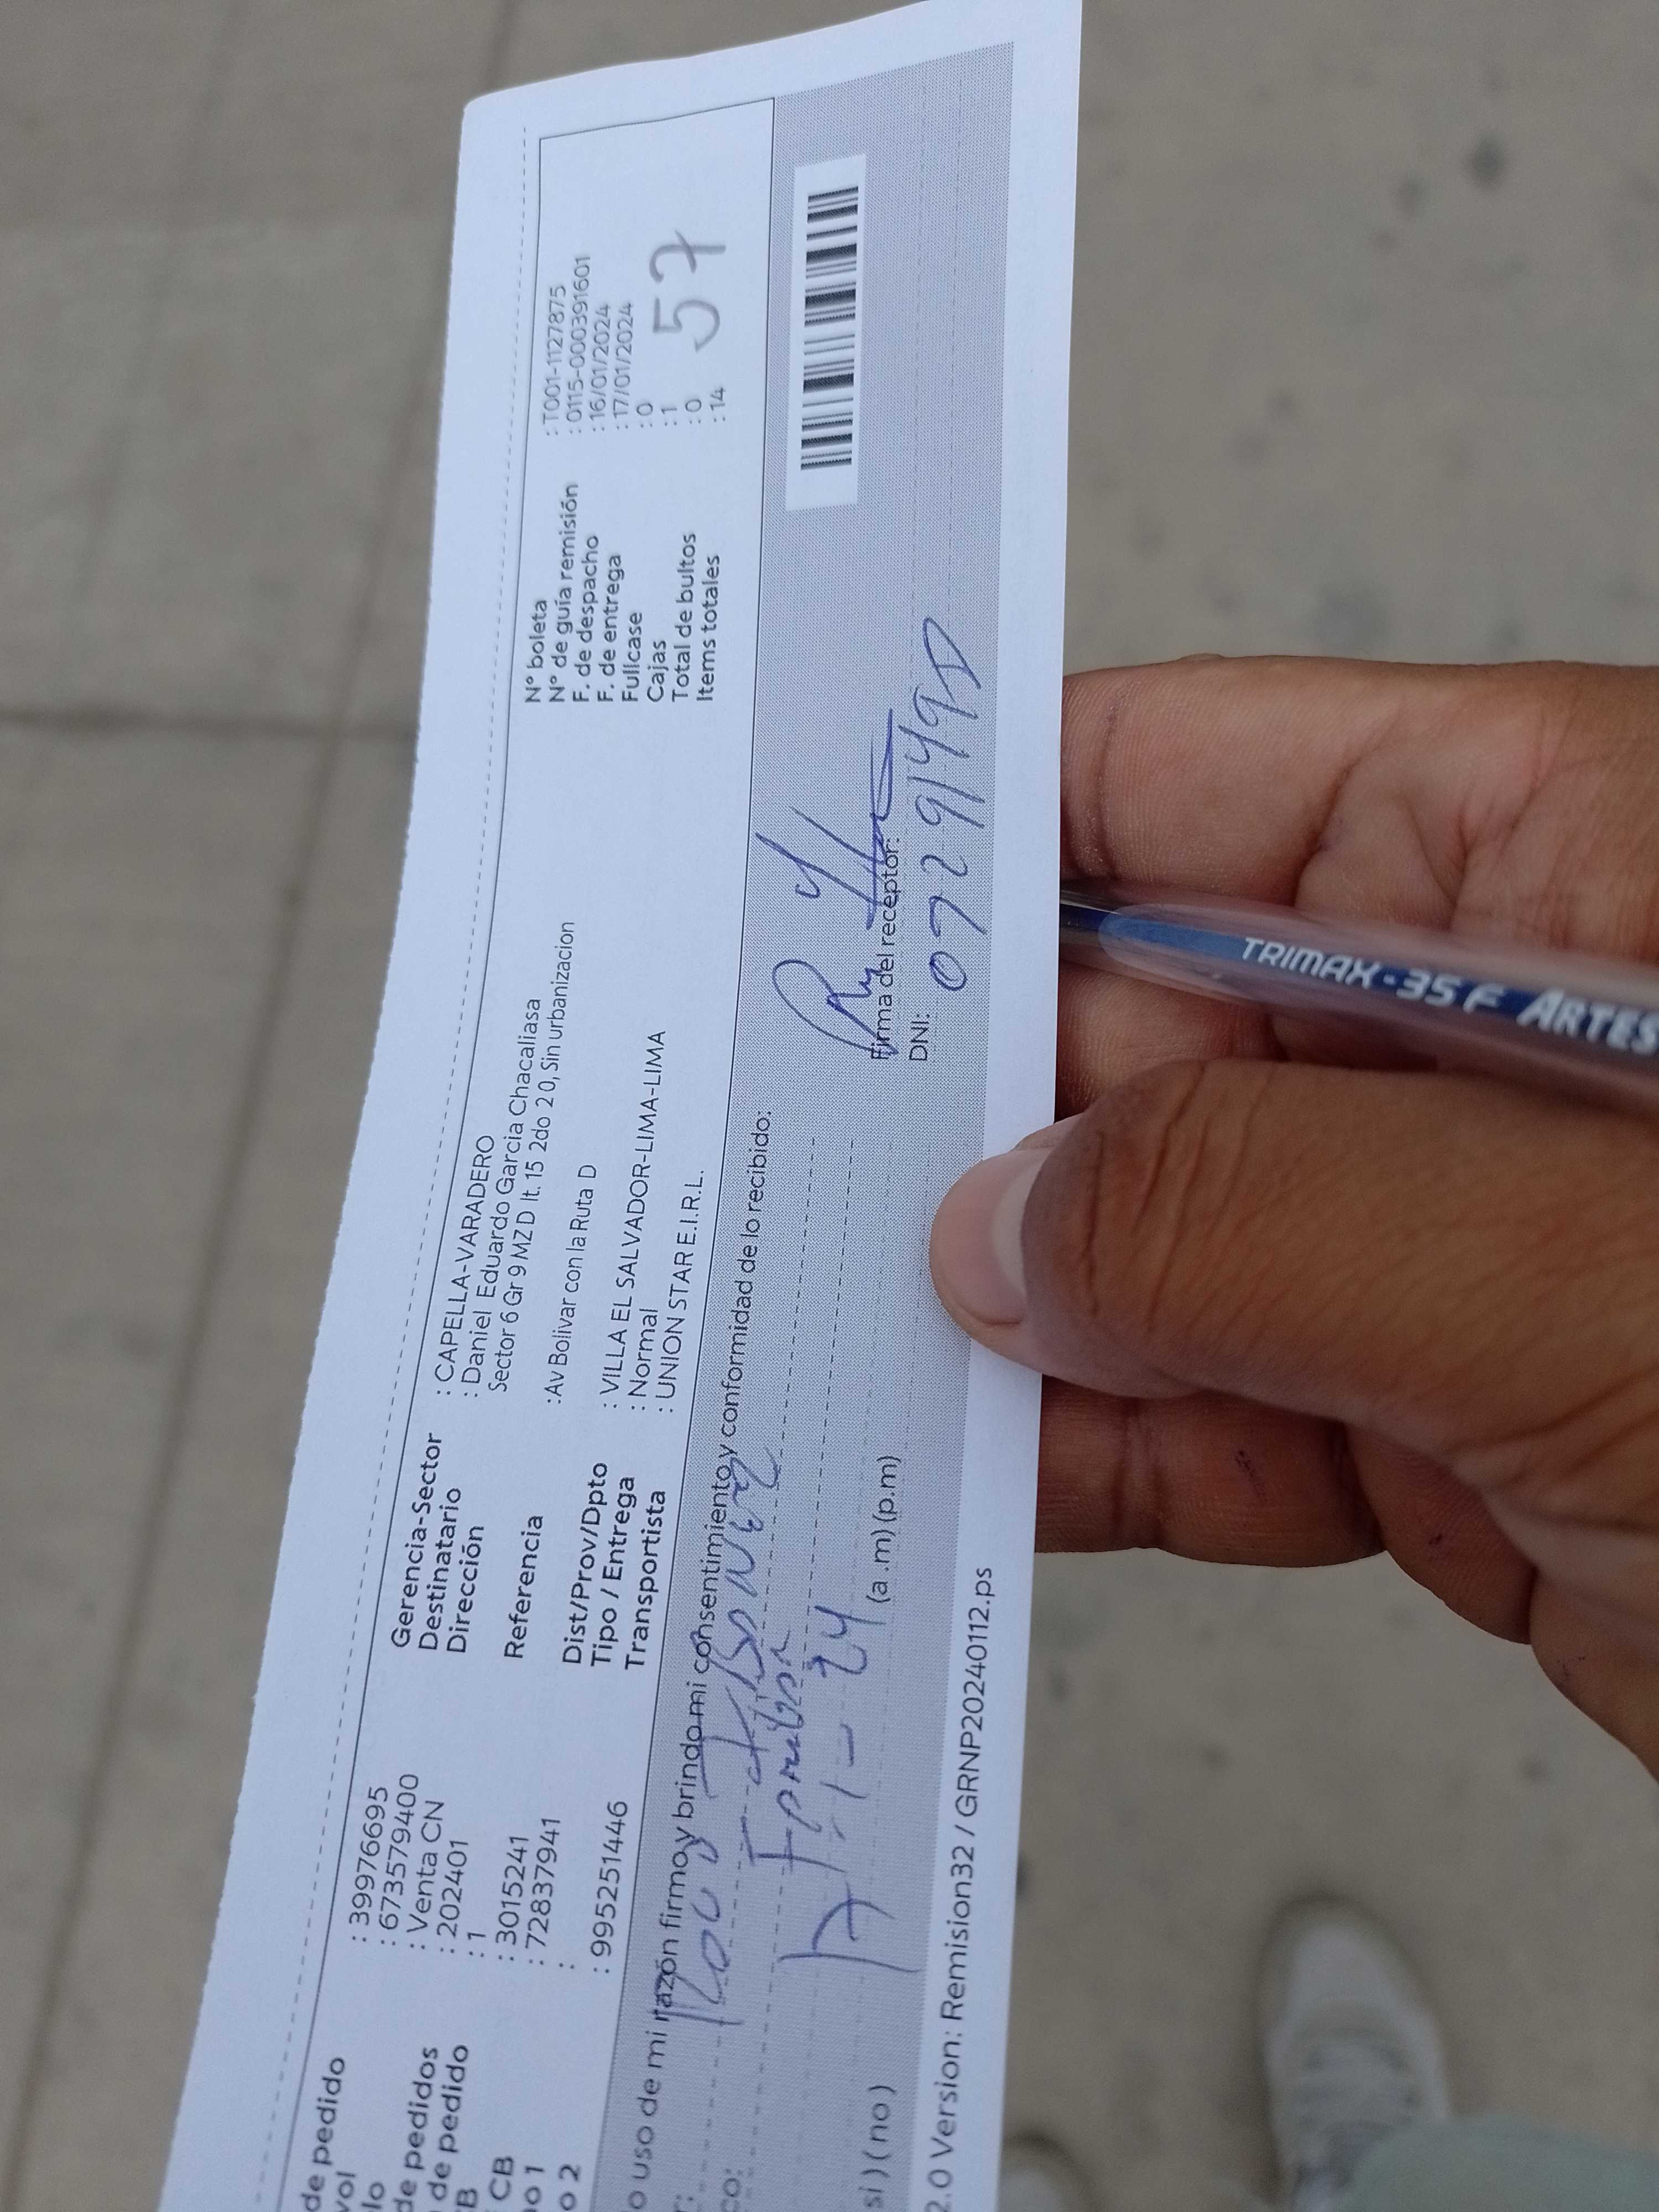 de pedido : 39976695
vol : 673579400
lo : Venta CN
de pedidos : 202401
de pedido : 1
CB : 3015241
no 1 : 72837941
o 2 :
: 995251446
Gerencia-Sector : CAPELLA-VARADERO
Destinatario : Daniel Eduardo Garcia Chacaliasa
Dirección Sector 6 Gr 9 MZ D lt. 15 2do 2 0, Sin urbanizacion
Referencia : Av Bolivar con la Ruta D
Dist/Prov/Dpto : VILLA EL SALVADOR-LIMA-LIMA
Tipo / Entrega : Normal
Transportista : UNION STAR E.I.R.L.
N° boleta : T001-1127875
N° de guía remisión : 0115-000391601
F. de despacho : 16/01/2024
F. de entrega : 17/01/2024
Fullcase : 0
Cajas : 1
Total de bultos : 0
Items totales : 14
57
o uso de mi razón firmo y brindo mi consentimiento y conformidad de lo recibido:
r:
co:
24
si ) ( no )
(a .m) (p.m)
Firma del receptor:
DNI:
2.0 Version: Remision32 / GRNP20240112.ps
TRIMAX-35 F ARTES